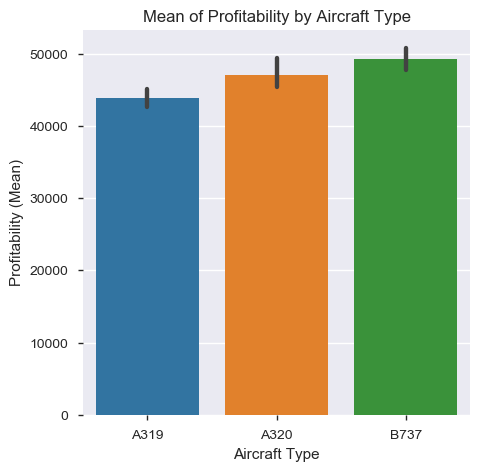 Mean of Profitability by Aircraft Type
50000
40000
30000
20000
10000
0
Profitability (Mean)
A319
A320
B737
Aircraft Type